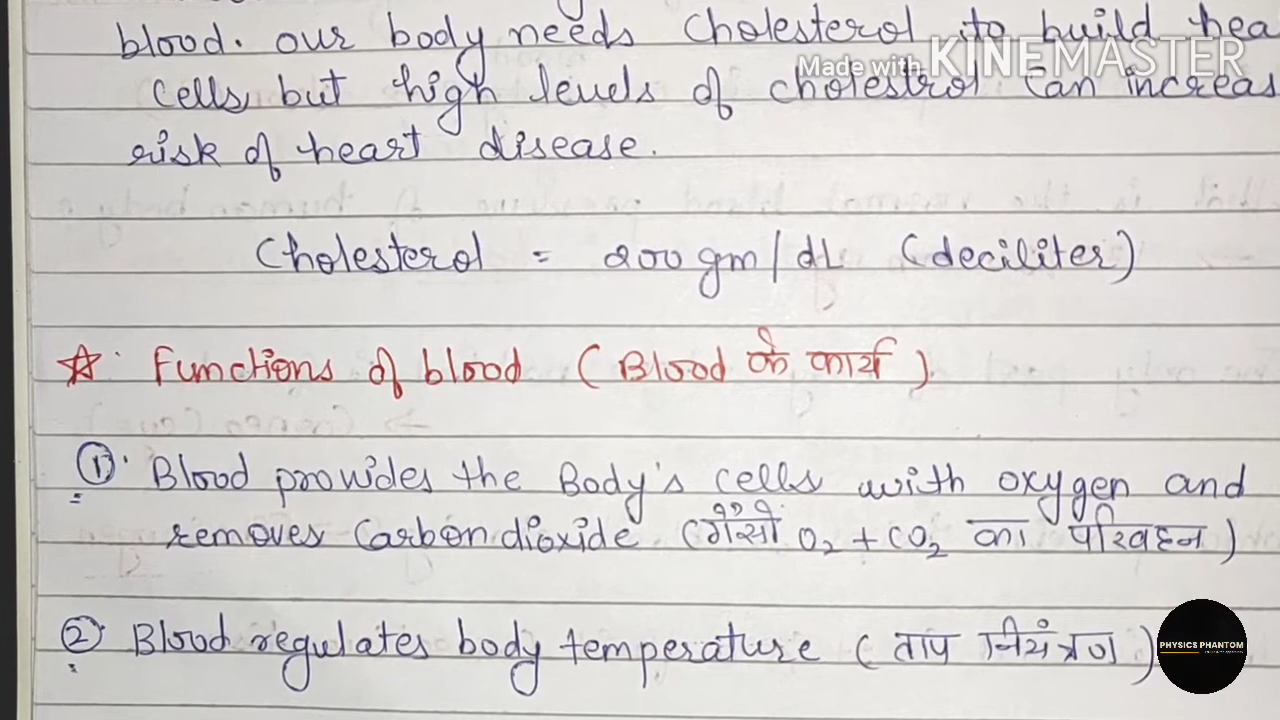 blood. our body needs Cholesterol to build hea
Made with KINEMASTER
Cells but high levels of cholestrol Can increas
risk of heart disease.
Cholesterol = 200 gm/dL (deciliter)
☆. Functions of blood (Blood के कार्य)
① Blood provides the Body's cells with oxygen and
removes Carbondioxide (गैसों O₂ + CO₂ का परिवहन)
② Blood regulates body temperature (ताप नियंत्रण)
PHYSICS PHANTOM